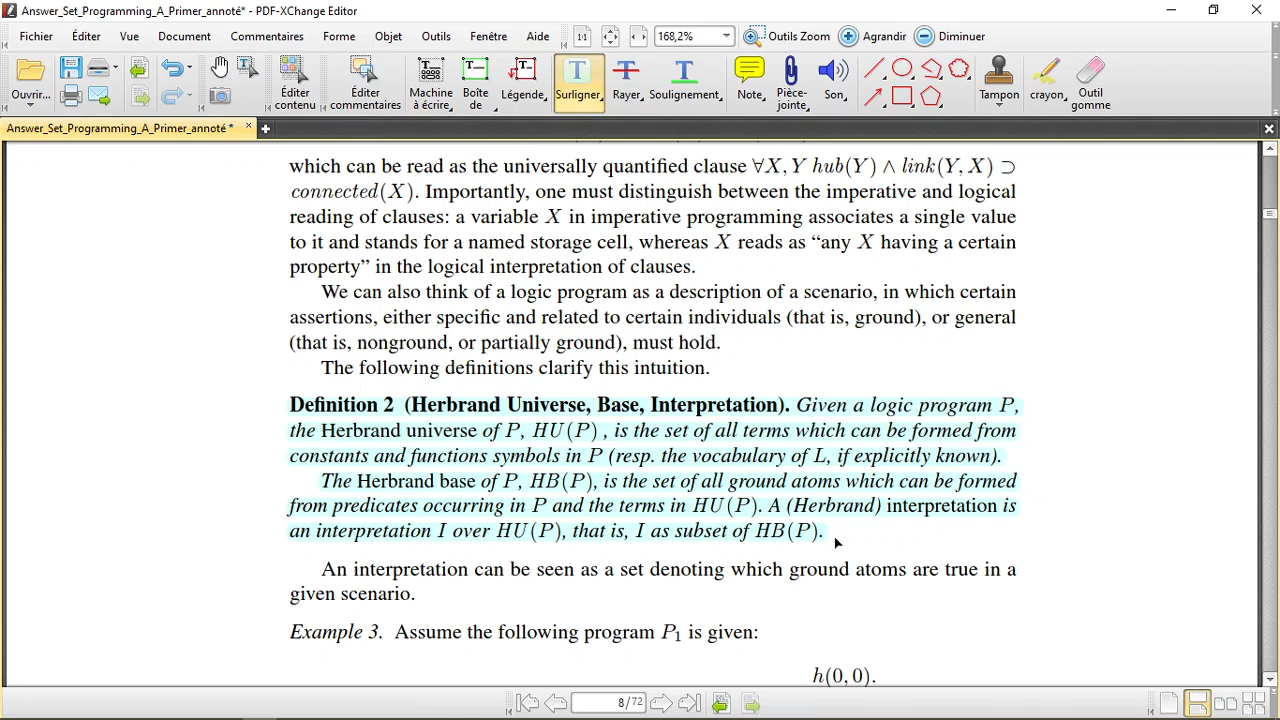 Answer_Set_Programming_A_Primer_annoté* - PDF-XChange Editor
Fichier Éditer Vue Document Commentaires Forme Objet Outils Fenêtre Aide 168,2% Outils Zoom Agrandir Diminuer
Ouvrir... Éditer contenu Éditer commentaires Machine à écrire Boîte de Légende Surligner Rayer Soulignement Note Pièce-jointe Son Tampon crayon Outil gomme
Answer_Set_Programming_A_Primer_annoté *
which can be read as the universally quantified clause ∀X, Y hub(Y) ∧ link(Y, X) ⊃
connected(X). Importantly, one must distinguish between the imperative and logical
reading of clauses: a variable X in imperative programming associates a single value
to it and stands for a named storage cell, whereas X reads as “any X having a certain
property” in the logical interpretation of clauses.
We can also think of a logic program as a description of a scenario, in which certain
assertions, either specific and related to certain individuals (that is, ground), or general
(that is, nonground, or partially ground), must hold.
The following definitions clarify this intuition.
Definition 2 (Herbrand Universe, Base, Interpretation). Given a logic program P,
the Herbrand universe of P, HU(P) , is the set of all terms which can be formed from
constants and functions symbols in P (resp. the vocabulary of L, if explicitly known).
The Herbrand base of P, HB(P), is the set of all ground atoms which can be formed
from predicates occurring in P and the terms in HU(P). A (Herbrand) interpretation is
an interpretation I over HU(P), that is, I as subset of HB(P).
An interpretation can be seen as a set denoting which ground atoms are true in a
given scenario.
Example 3. Assume the following program P₁ is given:
h(0, 0).
8/72